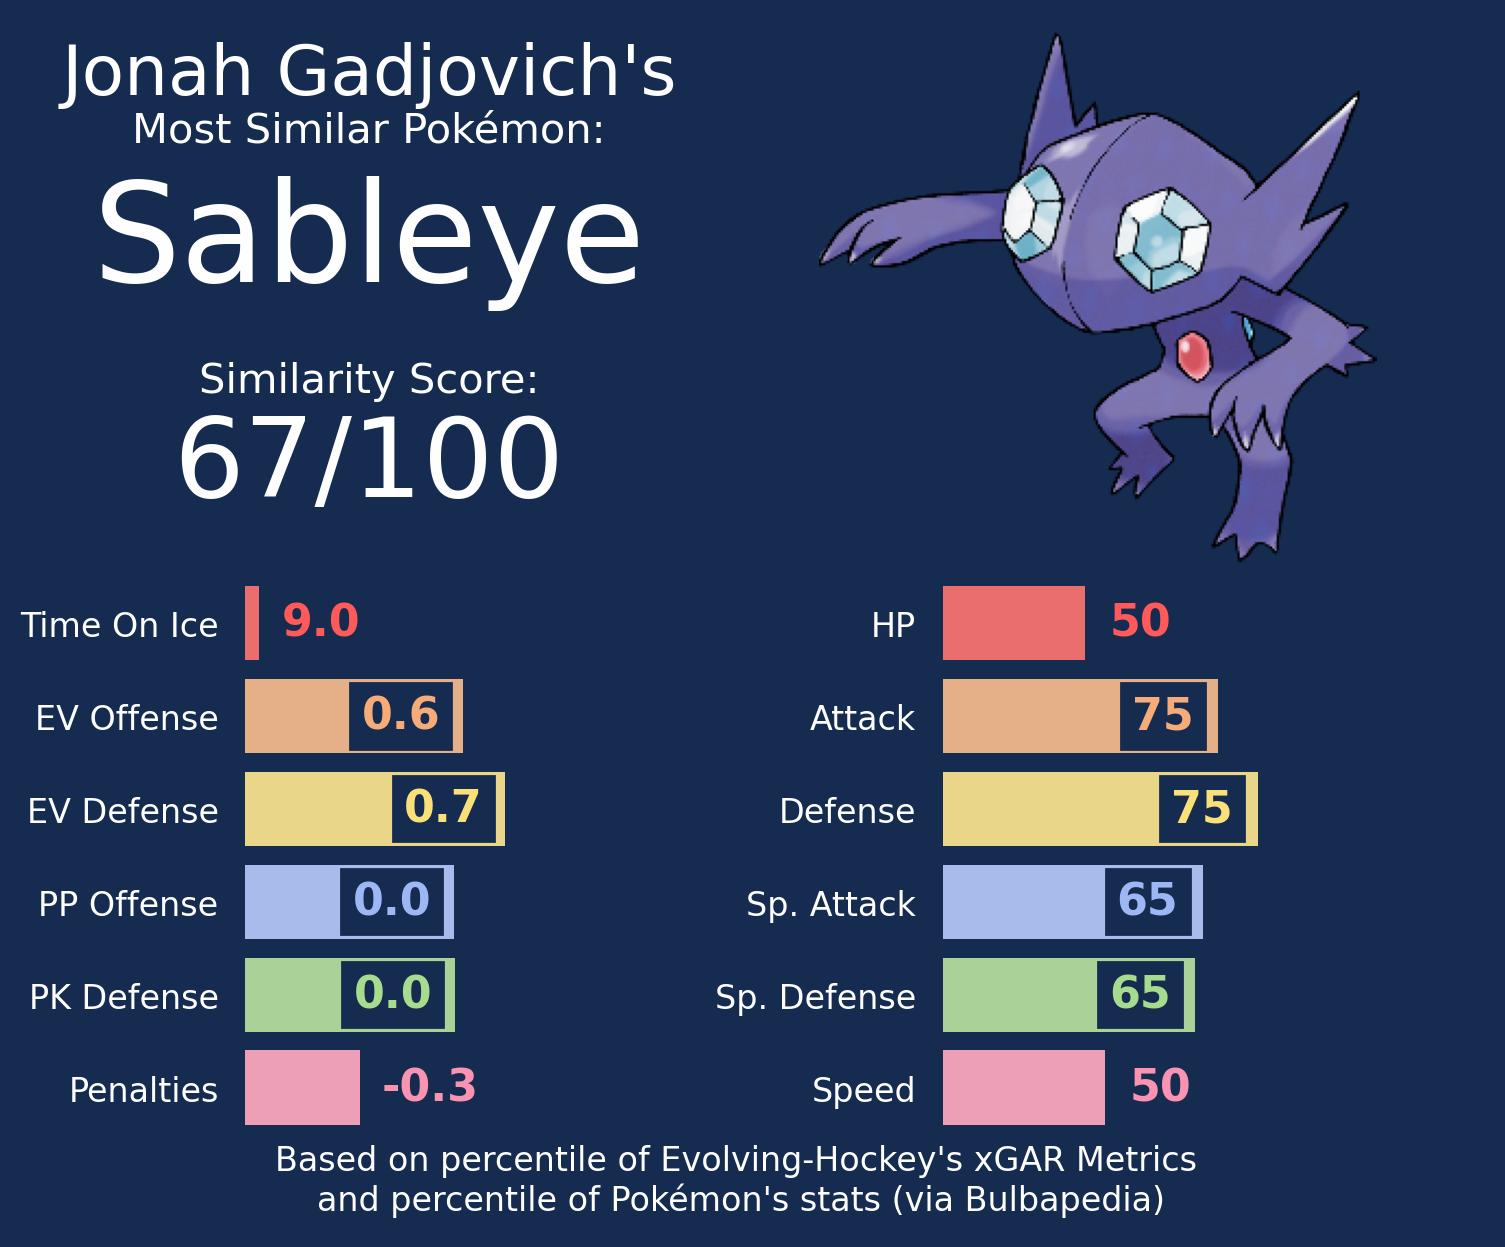 Jonah Gadjovich's
Most Similar Pokémon:
Sableye
Similarity Score:
67/100
Time On Ice 9.0
EV Offense 0.6
EV Defense 0.7
PP Offense 0.0
PK Defense 0.0
Penalties -0.3
HP 50
Attack 75
Defense 75
Sp. Attack 65
Sp. Defense 65
Speed 50
Based on percentile of Evolving-Hockey's xGAR Metrics
and percentile of Pokémon's stats (via Bulbapedia)